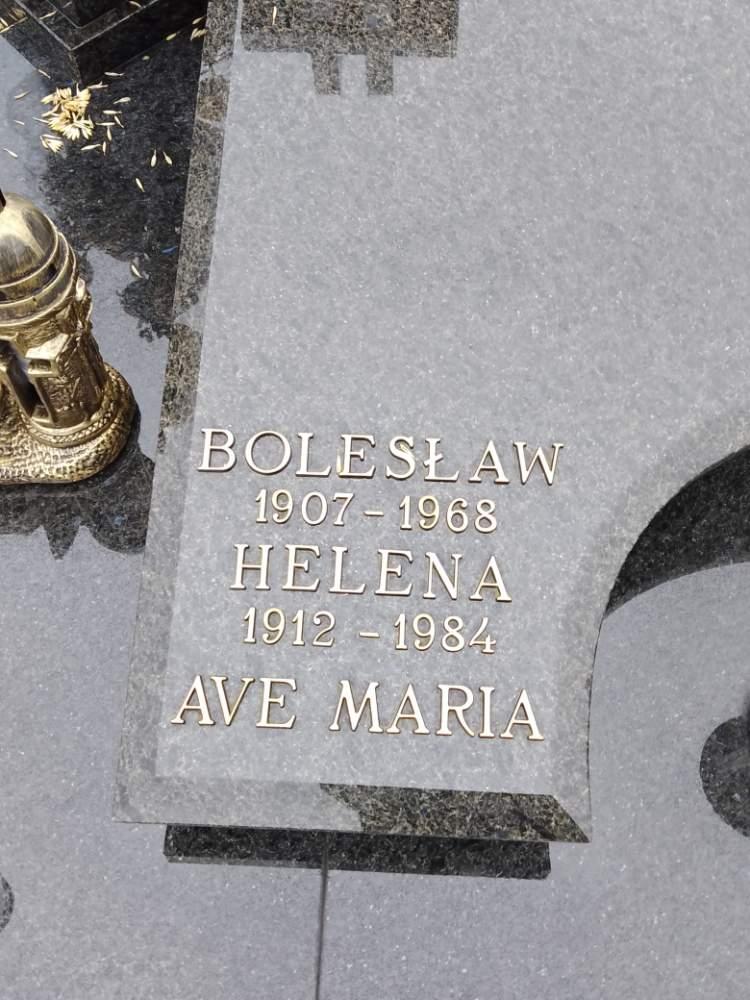 BOLESŁAW
1907 - 1968
HELENA
1912 - 1984
AVE MARIA